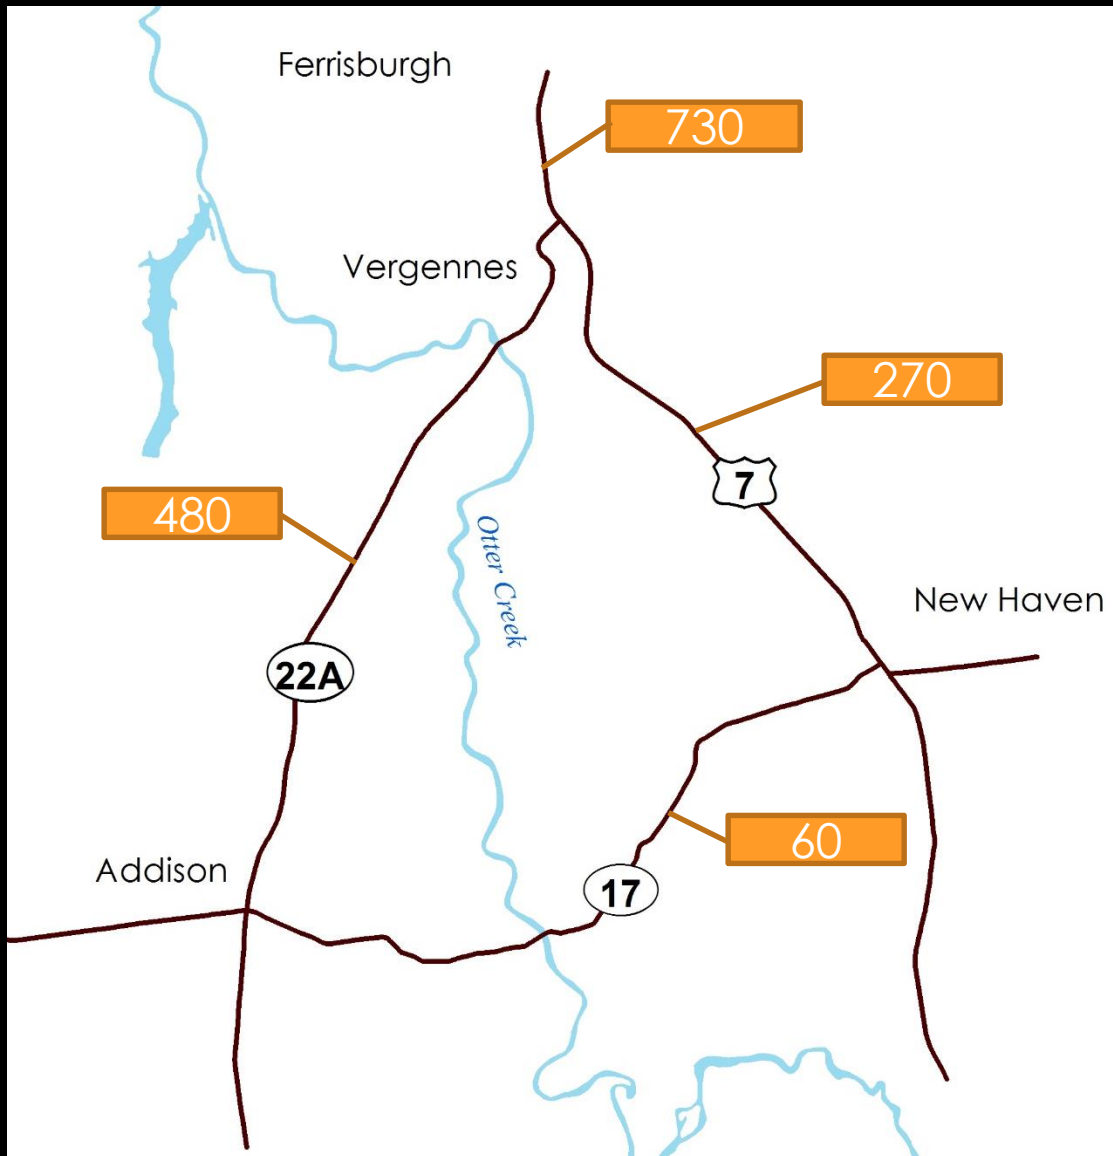 Ferrisburgh
730
Vergennes
270
7
480
Otter Creek
New Haven
22A
60
Addison
17